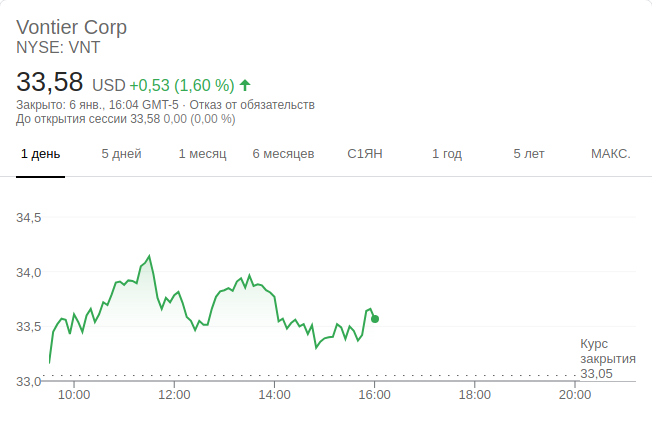 Vontier Corp
NYSE: VNT
33,58 USD +0,53 (1,60 %)
Закрыто: 6 янв., 16:04 GMT-5 · Отказ от обязательств
До открытия сессии 33,58 0,00 (0,00 %)
1 день 5 дней 1 месяц 6 месяцев С1ЯН 1 год 5 лет МАКС.
34,5
34,0
33,5
Курс
закрытия
33,05
33,0
10:00 12:00 14:00 16:00 18:00 20:00